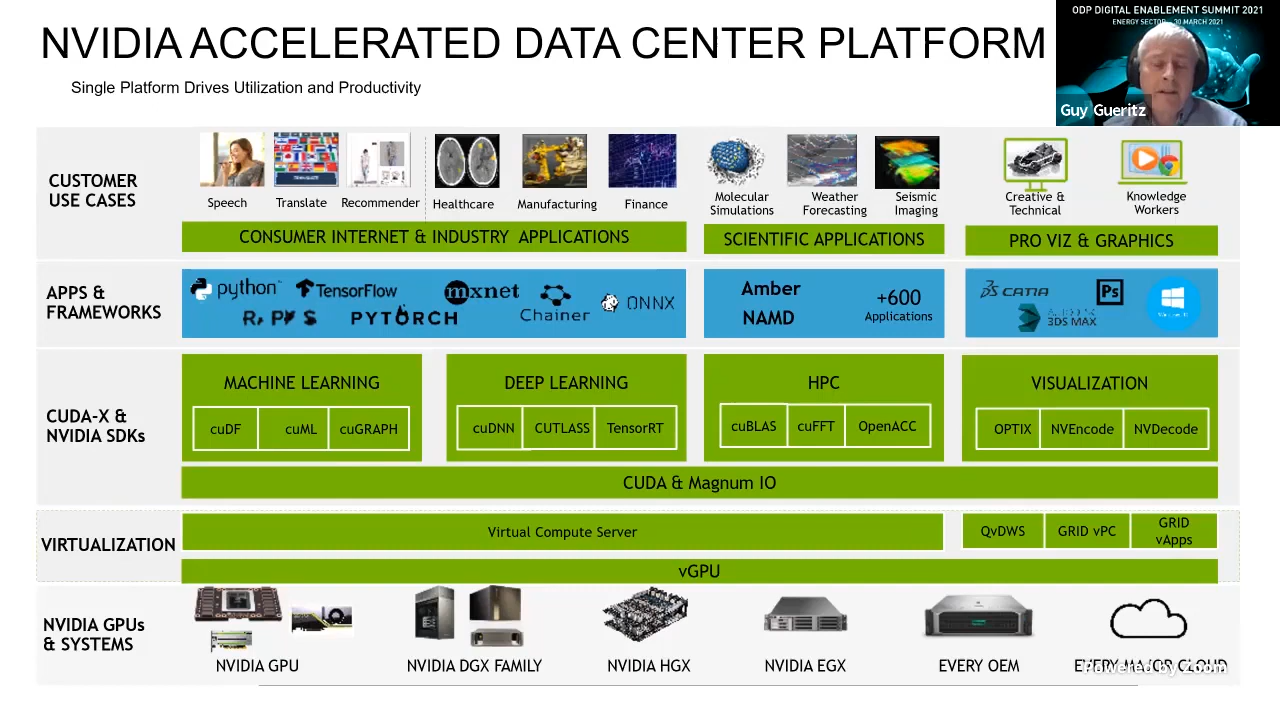 NVIDIA ACCELERATED DATA CENTER PLATFORM
Single Platform Drives Utilization and Productivity
ODP DIGITAL ENABLEMENT SUMMIT 2021
ENERGY SECTOR - 30 MARCH 2021
Guy Gueritz
CUSTOMER
USE CASES
Speech
Translate
Recommender
Healthcare
Manufacturing
Finance
Molecular
Simulations
Weather
Forecasting
Seismic
Imaging
Creative &
Technical
Knowledge
Workers
CONSUMER INTERNET & INDUSTRY APPLICATIONS
SCIENTIFIC APPLICATIONS
PRO VIZ & GRAPHICS
APPS &
FRAMEWORKS
python
TensorFlow
PYTORCH
mxnet
Chainer
ONNX
Amber
NAMD
+600
Applications
CATIA
Ps
3DS MAX
CUDA-X &
NVIDIA SDKs
MACHINE LEARNING
cuDF
cuML
cuGRAPH
DEEP LEARNING
cuDNN
CUTLASS
TensorRT
HPC
cuBLAS
cuFFT
OpenACC
VISUALIZATION
OPTIX
NVEncode
NVDecode
CUDA & Magnum IO
VIRTUALIZATION
Virtual Compute Server
QvDWS
GRID vPC
GRID
vApps
vGPU
NVIDIA GPUs
& SYSTEMS
NVIDIA GPU
NVIDIA DGX FAMILY
NVIDIA HGX
NVIDIA EGX
EVERY OEM
EVERY MAJOR CLOUD
Powered by Zoom